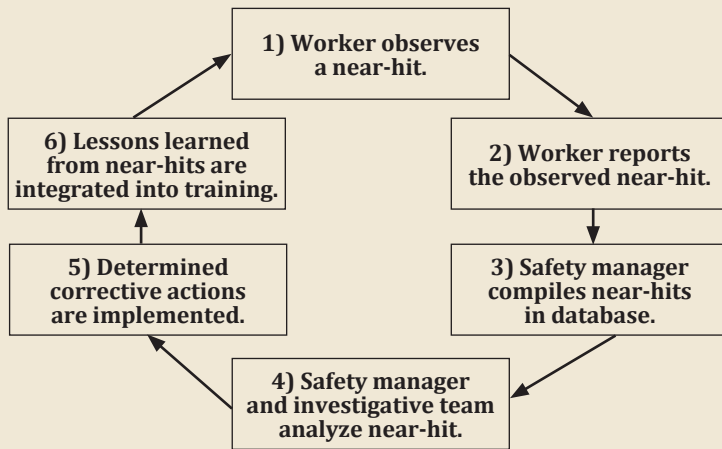 1) Worker observes
a near-hit.
2) Worker reports
the observed near-hit.
3) Safety manager
compiles near-hits
in database.
4) Safety manager
and investigative team
analyze near-hit.
5) Determined
corrective actions
are implemented.
6) Lessons learned
from near-hits are
integrated into training.